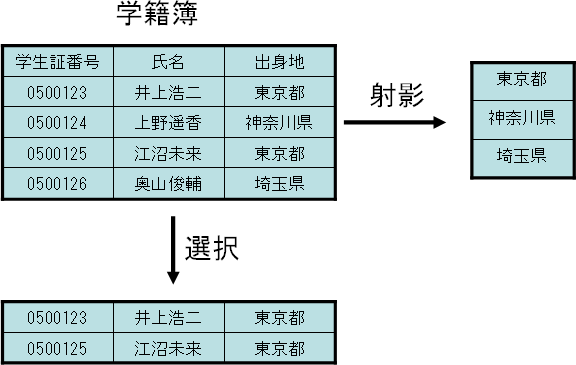 学籍簿
学生証番号 氏名 出身地
0500123 井上浩二 東京都
0500124 上野遥香 神奈川県
0500125 江沼未来 東京都
0500126 奥山俊輔 埼玉県
射影
東京都
神奈川県
埼玉県
選択
0500123 井上浩二 東京都
0500125 江沼未来 東京都